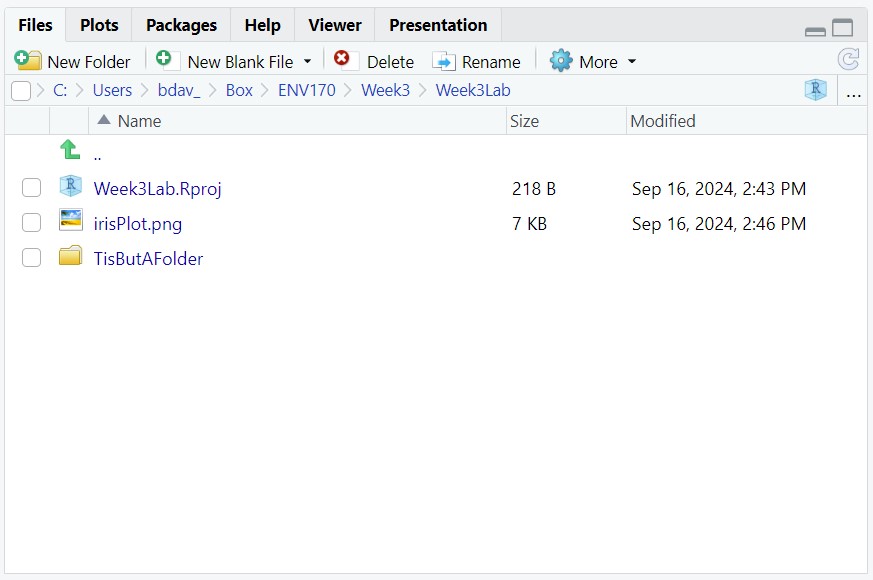 Files Plots Packages Help Viewer Presentation
New Folder New Blank File Delete Rename More
C: Users bdav_ Box ENV170 Week3 Week3Lab R ...
Name Size Modified
..
R Week3Lab.Rproj 218 B Sep 16, 2024, 2:43 PM
irisPlot.png 7 KB Sep 16, 2024, 2:46 PM
TisButAFolder